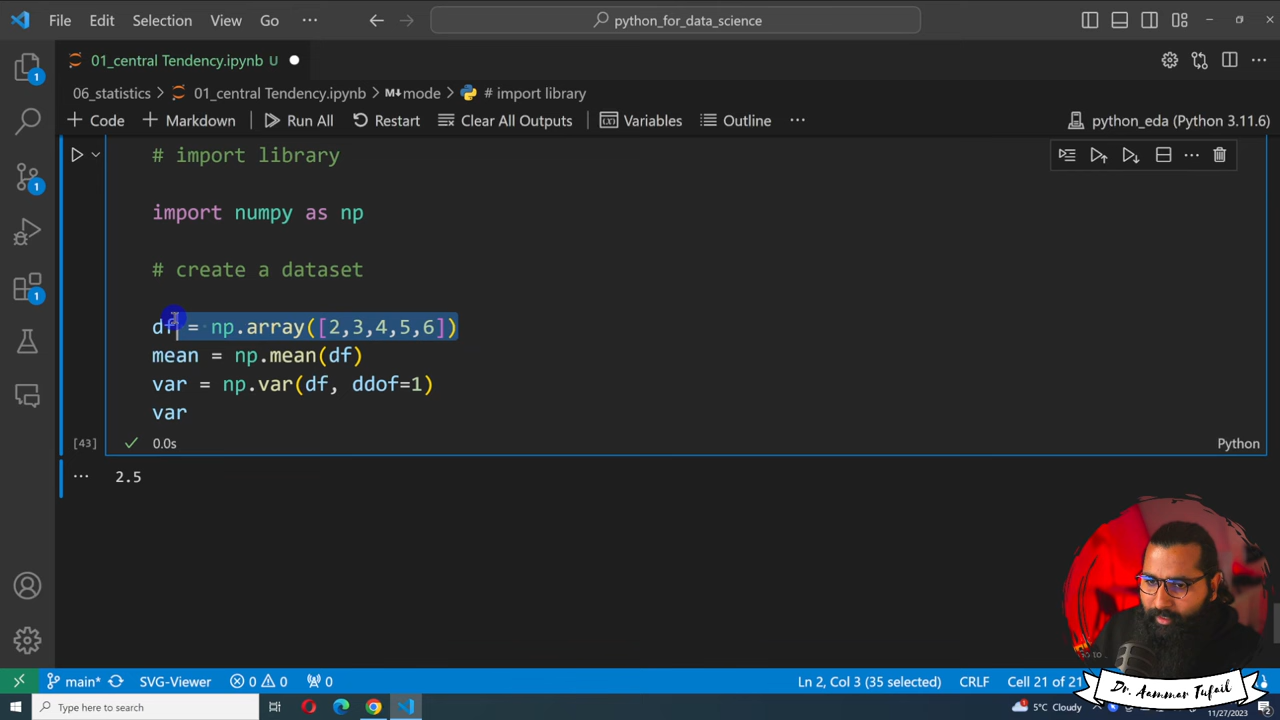 File Edit Selection View Go ··· python_for_data_science
01_central Tendency.ipynb U
06_statistics > 01_central Tendency.ipynb > M↓ mode > # import library
+ Code + Markdown Run All Restart Clear All Outputs Variables Outline ··· python_eda (Python 3.11.6)
# import library
import numpy as np
# create a dataset
df = np.array([2,3,4,5,6])
mean = np.mean(df)
var = np.var(df, ddof=1)
var
[43] 0.0s Python
2.5
1
1
1
main* SVG-Viewer 0 0 0 Ln 2, Col 3 (35 selected) CRLF Cell 21 of 21
Dr. Aammar Tufail
Type here to search 5°C Cloudy 11/27/2023 2